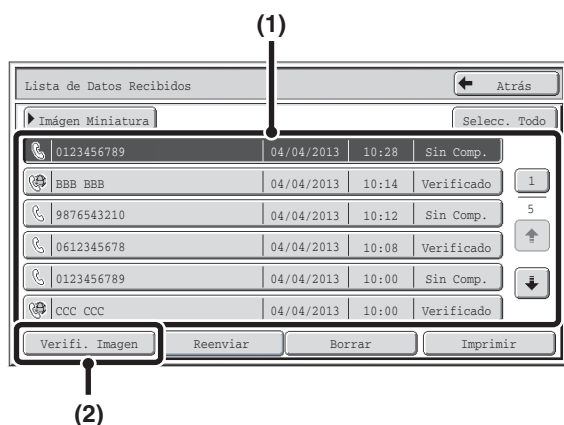 (1)
Lista de Datos Recibidos
Atrás
Imágen Miniatura
Selecc. Todo
0123456789 04/04/2013 10:28 Sin Comp.
BBB BBB 04/04/2013 10:14 Verificado
1
9876543210 04/04/2013 10:12 Sin Comp.
5
0612345678 04/04/2013 10:08 Verificado
0123456789 04/04/2013 10:00 Sin Comp.
CCC CCC 04/04/2013 10:00 Verificado
Verifi. Imagen
Reenviar
Borrar
Imprimir
(2)